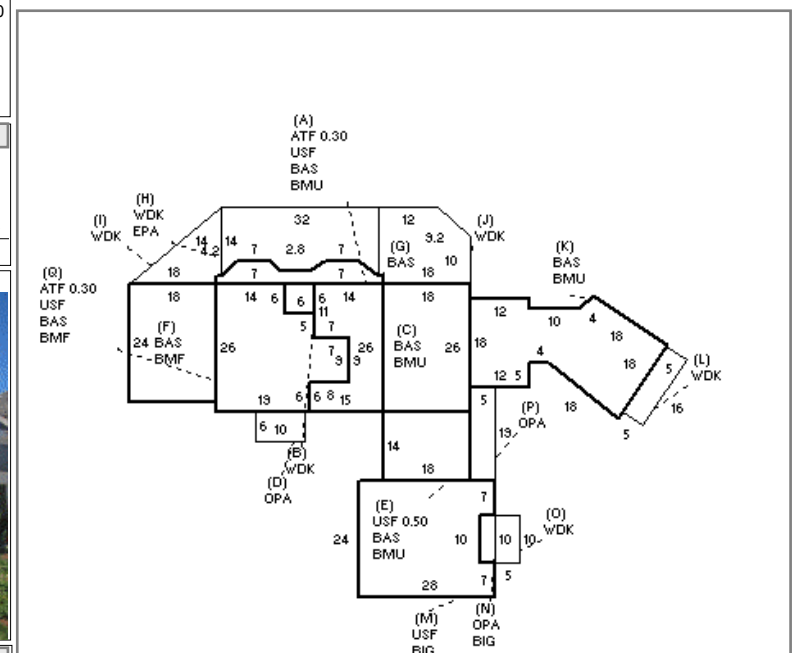 (A)
ATF 0.30
USF
BAS
BMU
(H)
WDK
EPA
(I)
WDK
32
12
9.2
10
(J)
WDK
14
4.2
14
7
2.8
7
(G)
BAS
18
7
7
18
(K)
BAS
BMU
(Q)
ATF 0.30
USF
BAS
BMF
18
14
6
6
6
14
18
11
12
10
4
18
24
(F)
BAS
BMF
26
5
7
7
9
9
26
(C)
BAS
BMU
26
18
4
18
5
(L)
WDK
12
5
16
19
6
6
8
15
5
18
5
(P)
OPA
6
10
19
(B)
WDK
(D)
OPA
14
18
(E)
USF 0.50
BAS
BMU
7
24
10
10
10
(O)
WDK
28
7
5
(M)
USF
BIG
(N)
OPA
BIG